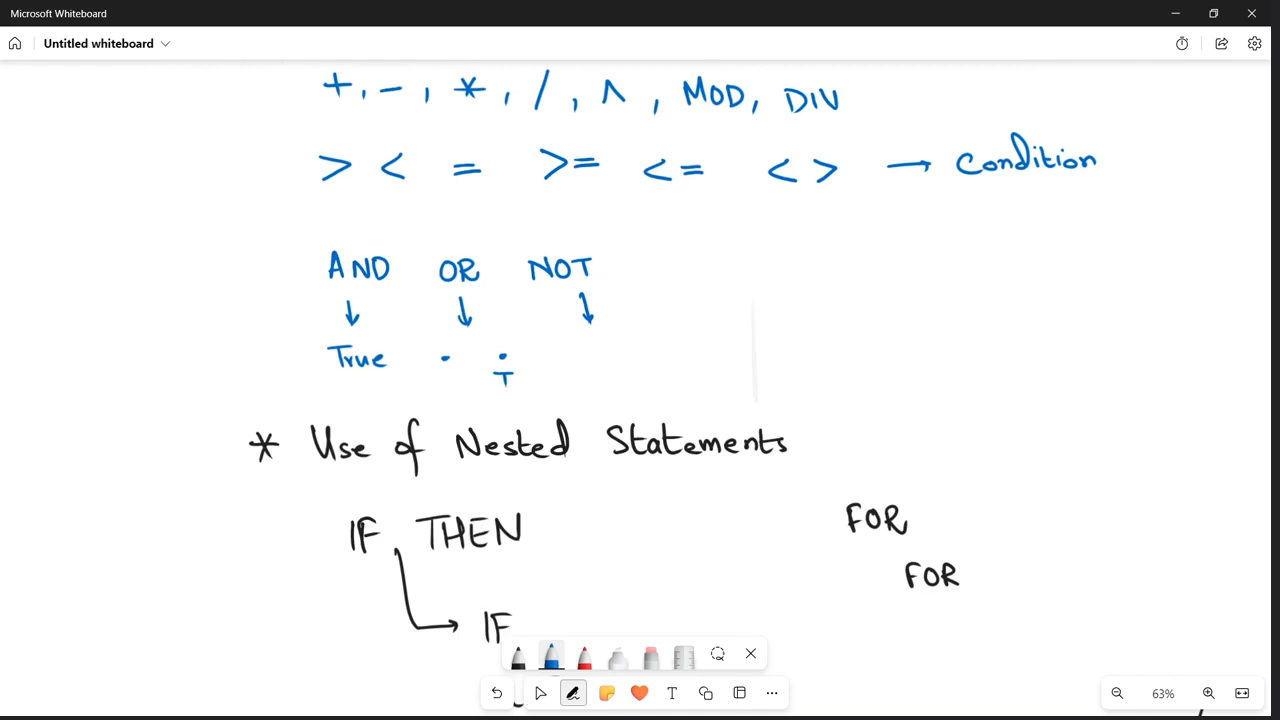 Microsoft Whiteboard
Untitled whiteboard
+, -, *, /, ^, MOD, DIV
> < = >= <= <> → Condition
AND OR NOT
↓ ↓ ↓
True . .
T
* Use of Nested Statements
IF THEN
FOR
FOR
→ IF
63%